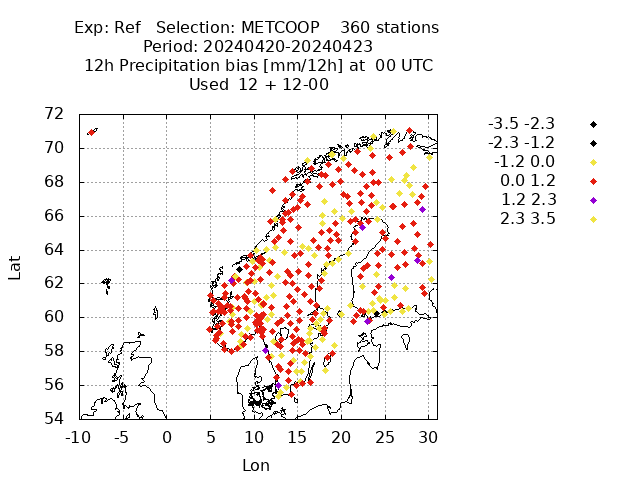 Exp: Ref   Selection: METCOOP    360 stations
Period: 20240420-20240423
12h Precipitation bias [mm/12h] at  00 UTC
Used  12 + 12-00
72
70
68
66
64
62
60
58
56
54
-10 -5 0 5 10 15 20 25 30
Lat
Lon
-3.5 -2.3
-2.3 -1.2
-1.2 0.0
0.0 1.2
1.2 2.3
2.3 3.5